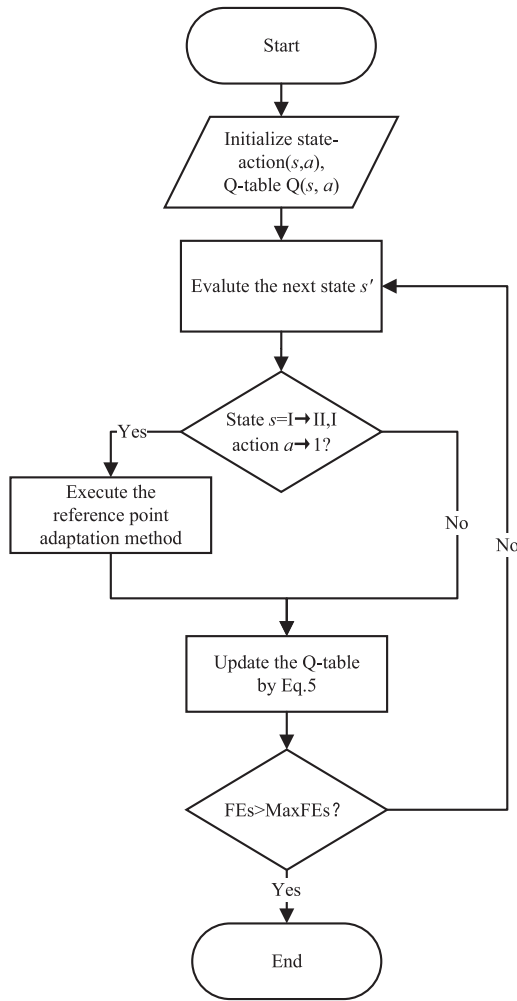 Start
Initialize state-
action(s,a),
Q-table Q(s, a)
Evalute the next state s′
State s=I→II,I
action a→1?
Yes
Execute the
reference point
adaptation method
No
No
Update the Q-table
by Eq.5
FEs>MaxFEs?
Yes
End